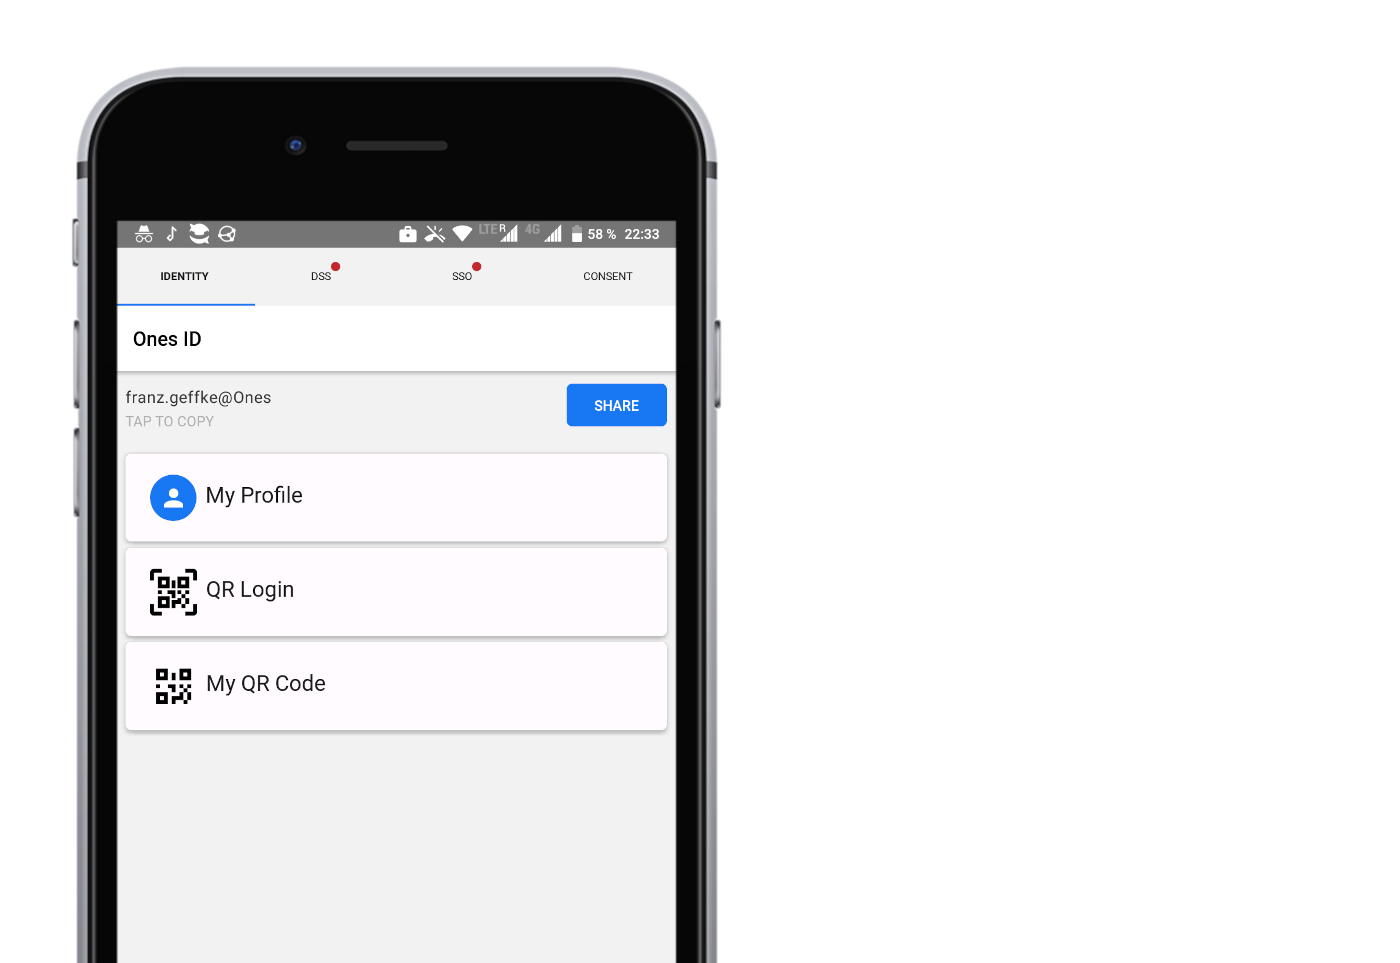 LTE R 4G 58 % 22:33
IDENTITY DSS SSO CONSENT
Ones ID
franz.geffke@Ones
TAP TO COPY
SHARE
My Profile
QR Login
My QR Code